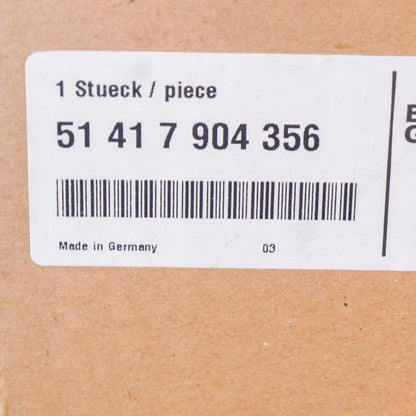 1 Stueck / piece
51 41 7 904 356
Made in Germany 03